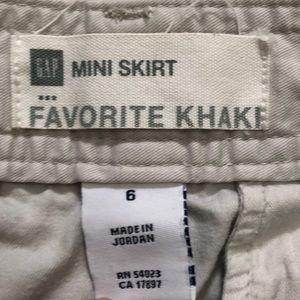 GAP MINI SKIRT
...
FAVORITE KHAKI
6
MADE IN
JORDAN
RN 54023
CA 17897